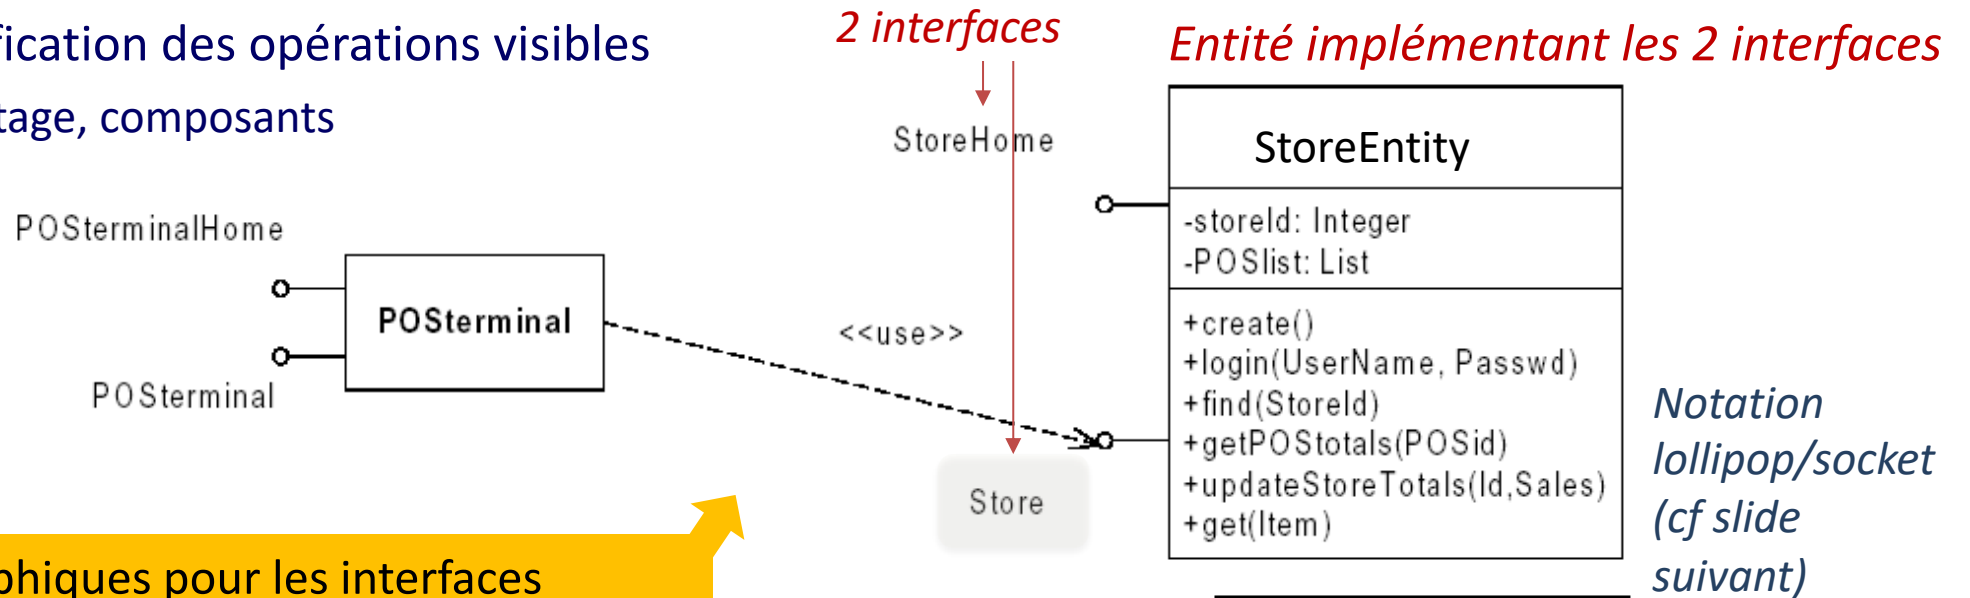 fication des opérations visibles
tage, composants
2 interfaces
Entité implémentant les 2 interfaces
StoreHome
StoreEntity
POSterminalHome
-storeId: Integer
-POSlist: List
POSterminal
<<use>>
+create()
+login(UserName, Passwd)
+find(StoreId)
+getPOStotals(POSid)
+updateStoreTotals(Id,Sales)
+get(Item)
POSterminal
Store
Notation
lollipop/socket
(cf slide
suivant)
phiques pour les interfaces